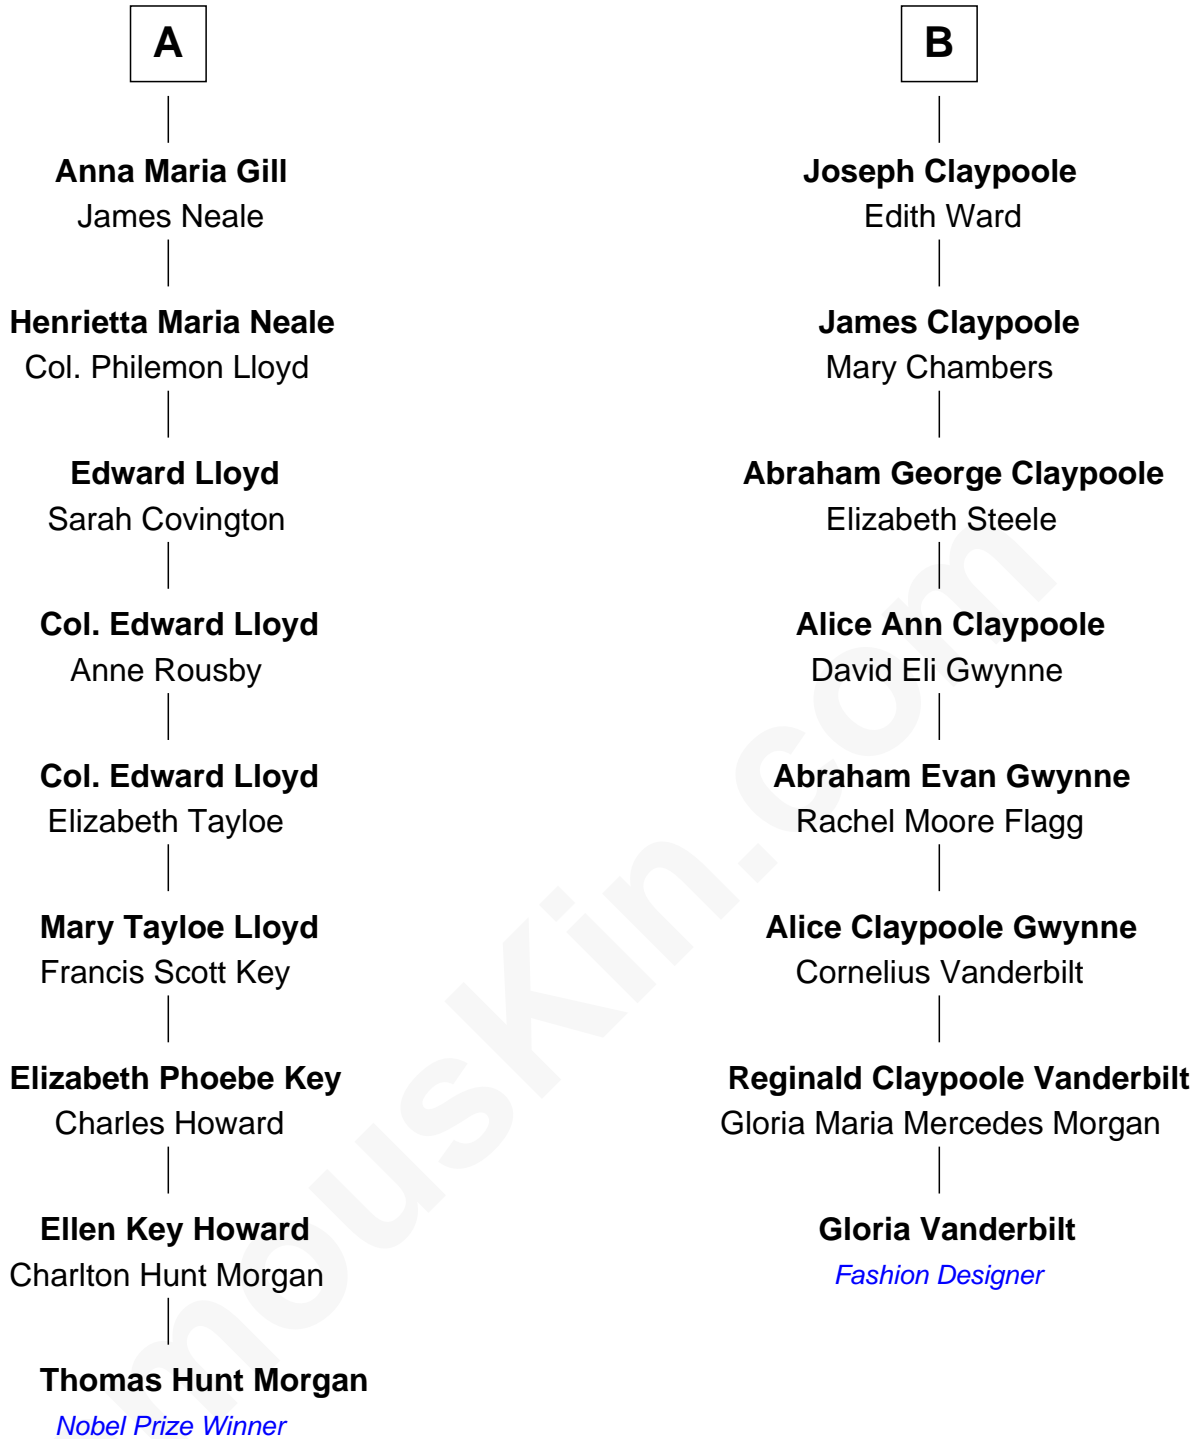 A
Anna Maria Gill
James Neale
Henrietta Maria Neale
Col. Philemon Lloyd
Edward Lloyd
Sarah Covington
Col. Edward Lloyd
Anne Rousby
Col. Edward Lloyd
Elizabeth Tayloe
Mary Tayloe Lloyd
Francis Scott Key
Elizabeth Phoebe Key
Charles Howard
Ellen Key Howard
Charlton Hunt Morgan
Thomas Hunt Morgan
Nobel Prize Winner
B
Joseph Claypoole
Edith Ward
James Claypoole
Mary Chambers
Abraham George Claypoole
Elizabeth Steele
Alice Ann Claypoole
David Eli Gwynne
Abraham Evan Gwynne
Rachel Moore Flagg
Alice Claypoole Gwynne
Cornelius Vanderbilt
Reginald Claypoole Vanderbilt
Gloria Maria Mercedes Morgan
Gloria Vanderbilt
Fashion Designer
mousKin.com